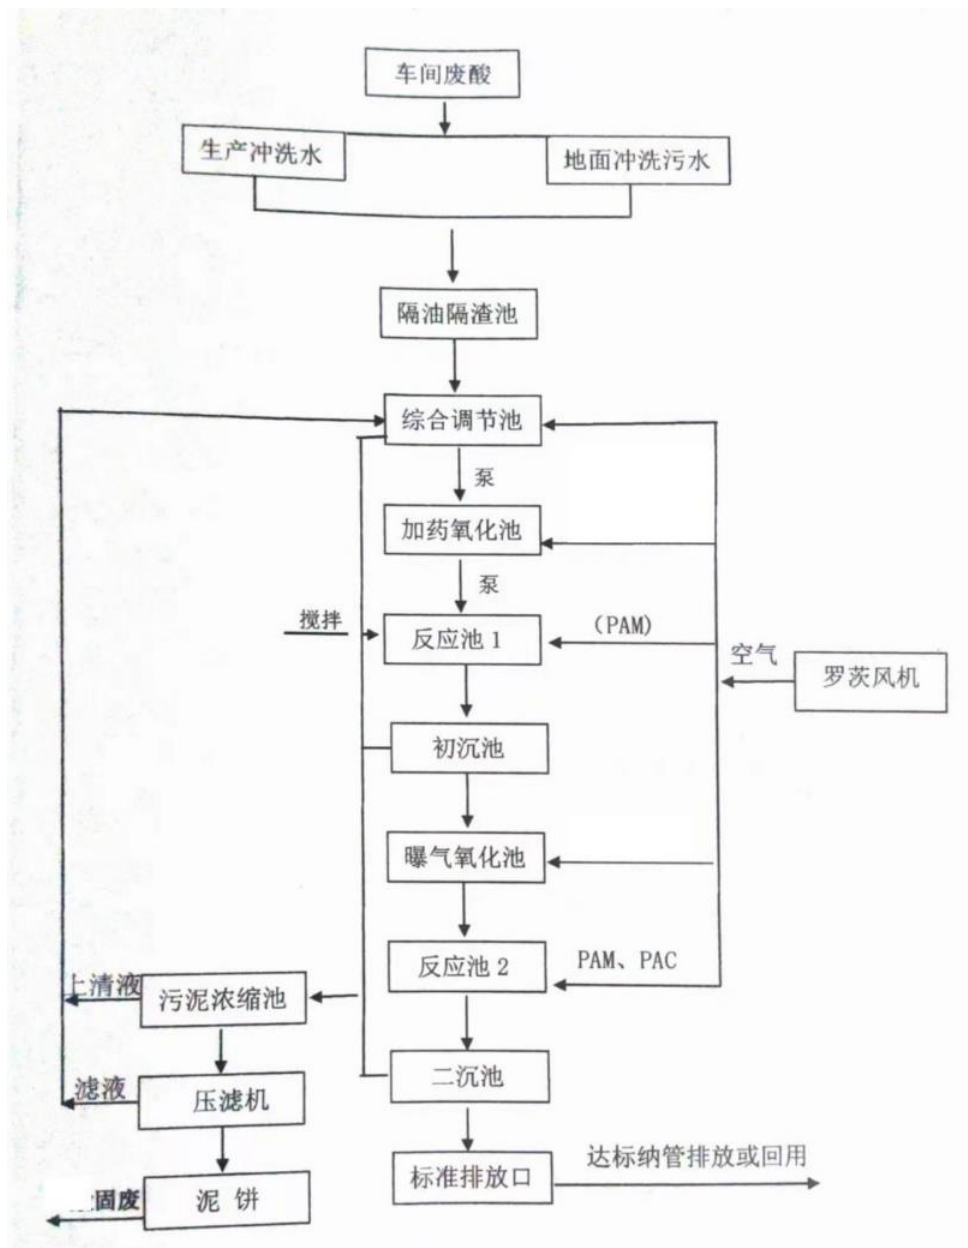 车间废酸
生产冲洗水
地面冲洗污水
隔油隔渣池
综合调节池
泵
加药氧化池
泵
搅拌
反应池 1
(PAM)
空气
罗茨风机
初沉池
曝气氧化池
反应池 2
PAM、PAC
上清液
污泥浓缩池
二沉池
滤液
压滤机
标准排放口
达标纳管排放或回用
固废
泥 饼